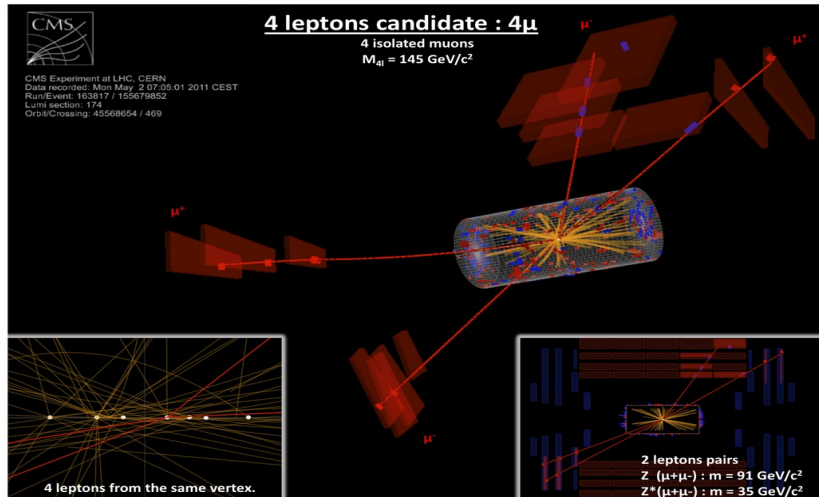 4 leptons candidate : 4μ
4 isolated muons
M4l = 145 GeV/c²
CMS
CMS Experiment at LHC, CERN
Data recorded: Mon May 2 07:05:01 2011 CEST
Run/Event: 163817 / 155679852
Lumi section: 174
Orbit/Crossing: 45568654 / 469
μ-
μ+
μ+
μ-
4 leptons from the same vertex.
2 leptons pairs
Z (μ+μ-) : m = 91 GeV/c²
Z*(μ+μ-) : m = 35 GeV/c²